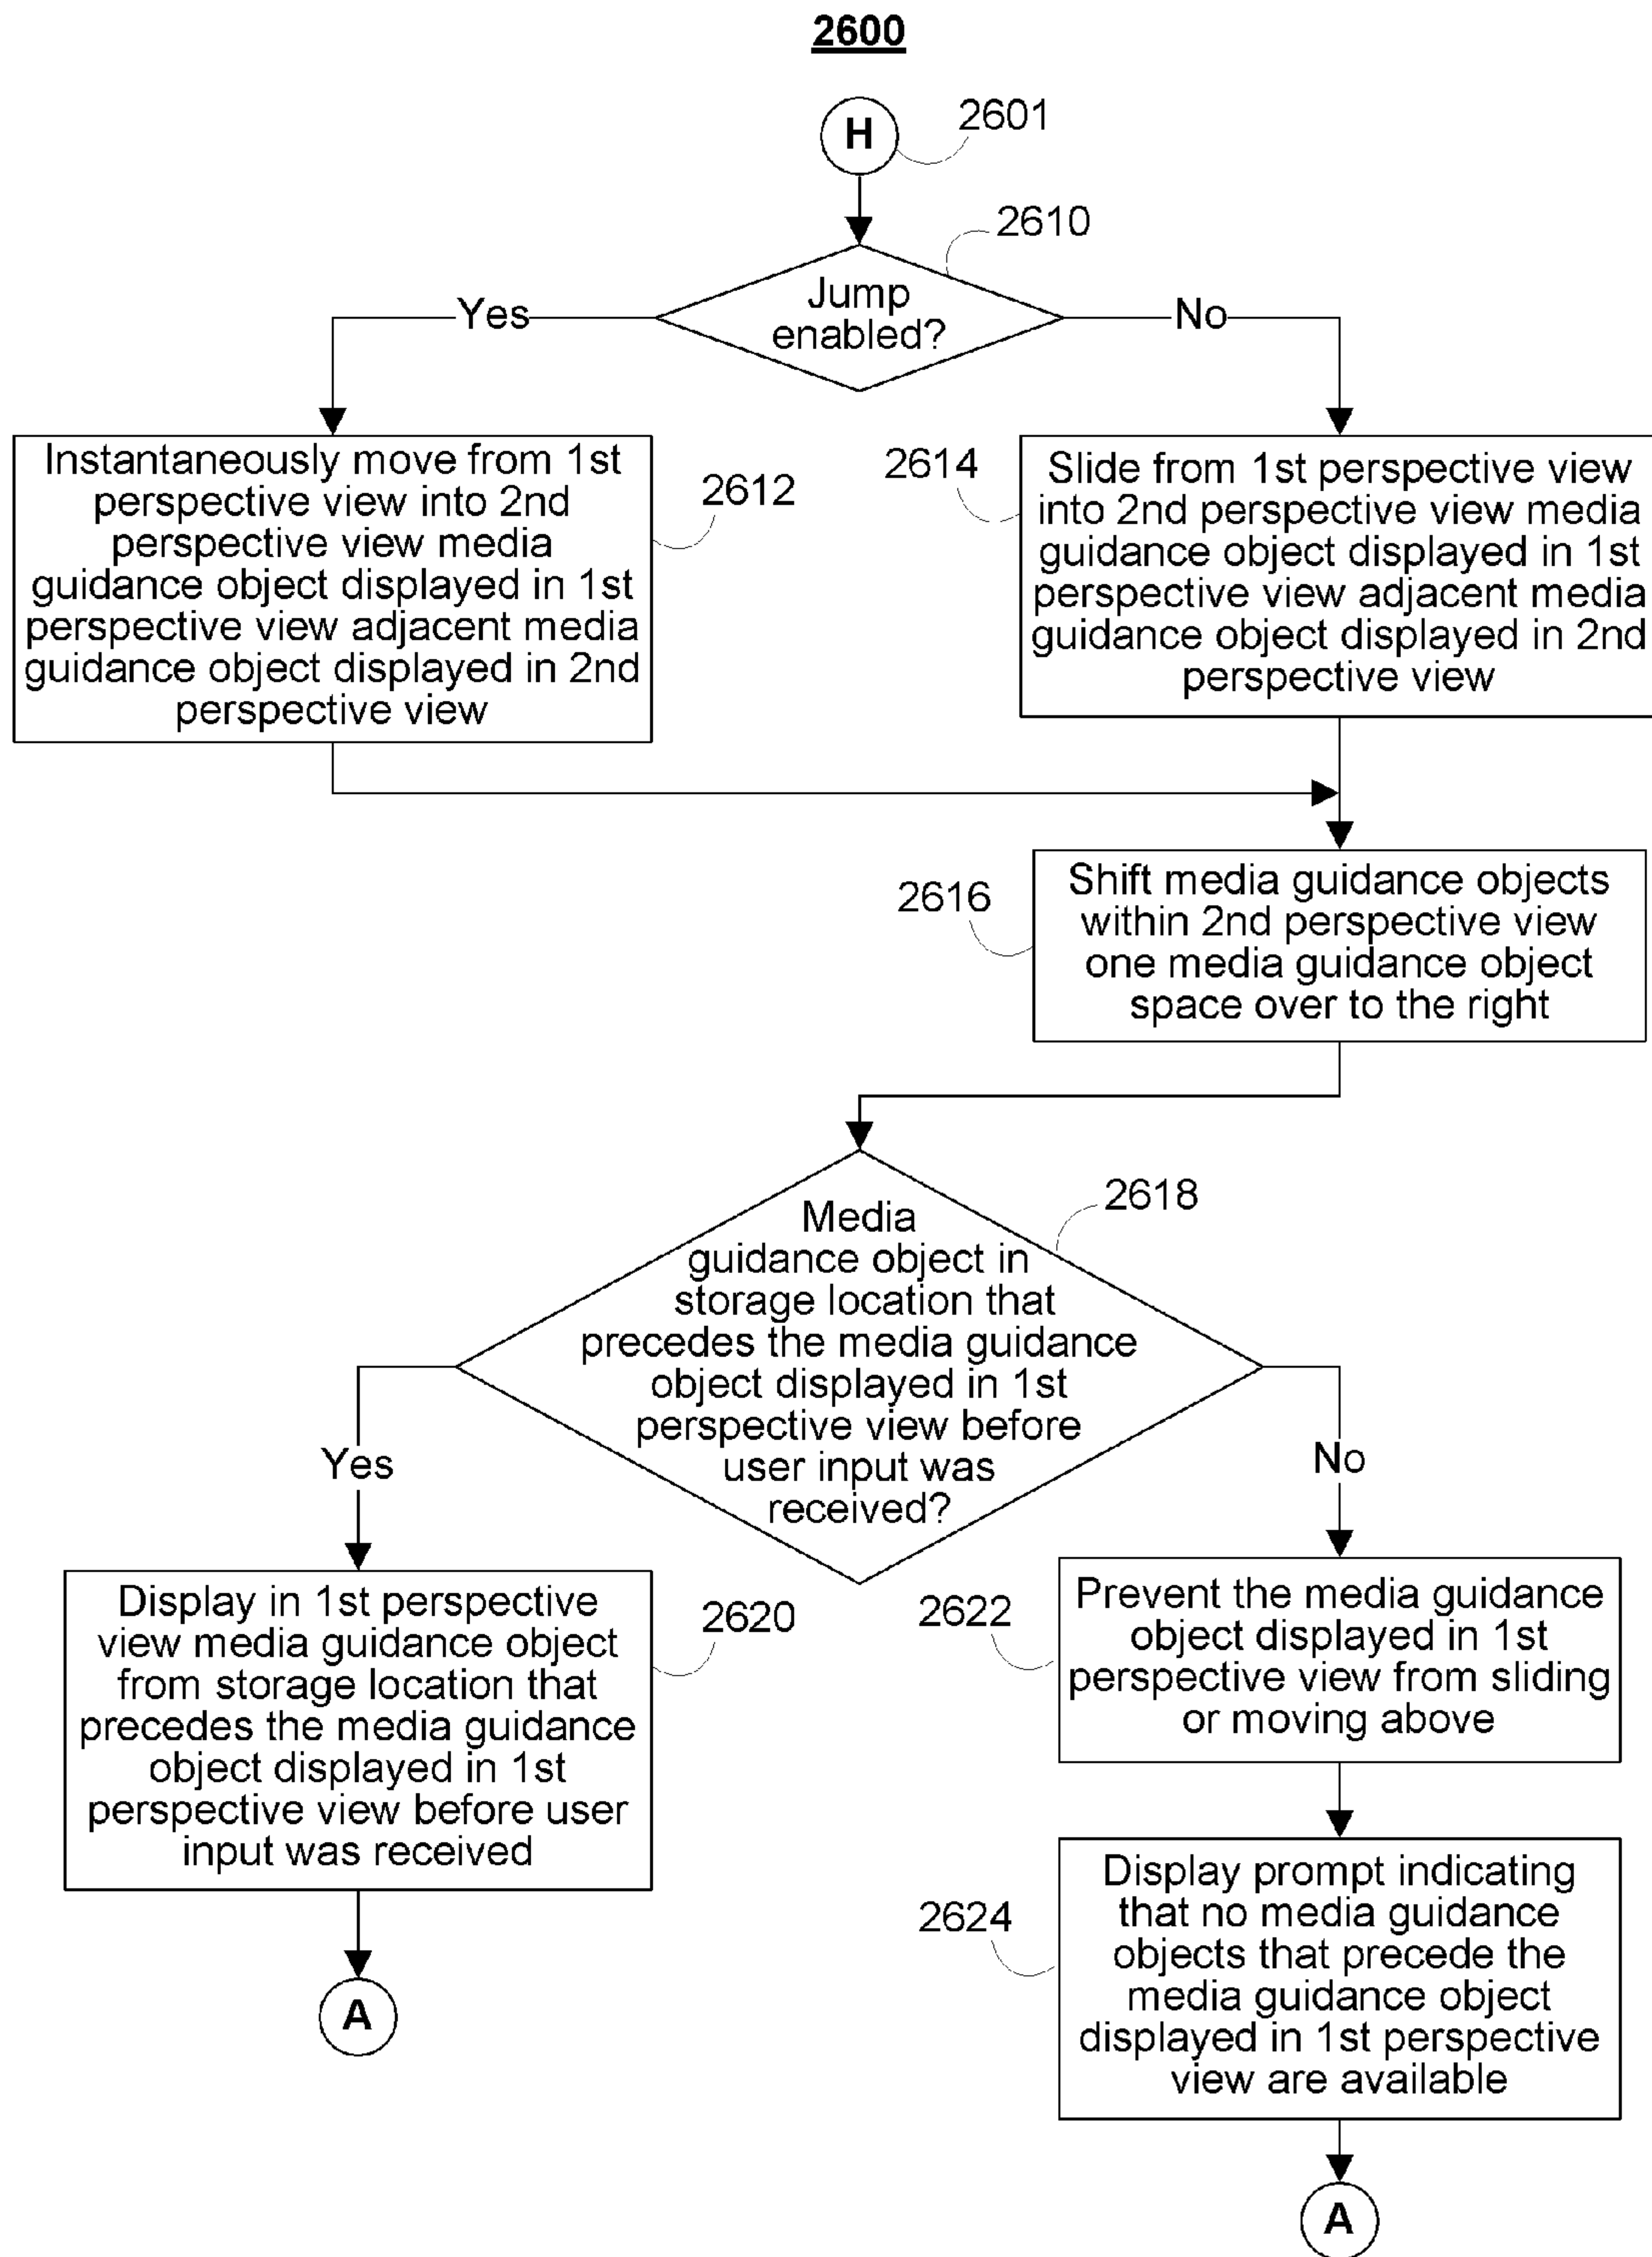 2600
H
2601
2610
Jump
enabled?
Yes
No
Instantaneously move from 1st
perspective view into 2nd
perspective view media
guidance object displayed in 1st
perspective view adjacent media
guidance object displayed in 2nd
perspective view
2612
2614
Slide from 1st perspective view
into 2nd perspective view media
guidance object displayed in 1st
perspective view adjacent media
guidance object displayed in 2nd
perspective view
2616
Shift media guidance objects
within 2nd perspective view
one media guidance object
space over to the right
2618
Media
guidance object in
storage location that
precedes the media guidance
object displayed in 1st
perspective view before
user input was
received?
Yes
No
Display in 1st perspective
view media guidance object
from storage location that
precedes the media guidance
object displayed in 1st
perspective view before user
input was received
2620
2622
Prevent the media guidance
object displayed in 1st
perspective view from sliding
or moving above
2624
Display prompt indicating
that no media guidance
objects that precede the
media guidance object
displayed in 1st perspective
view are available
A
A